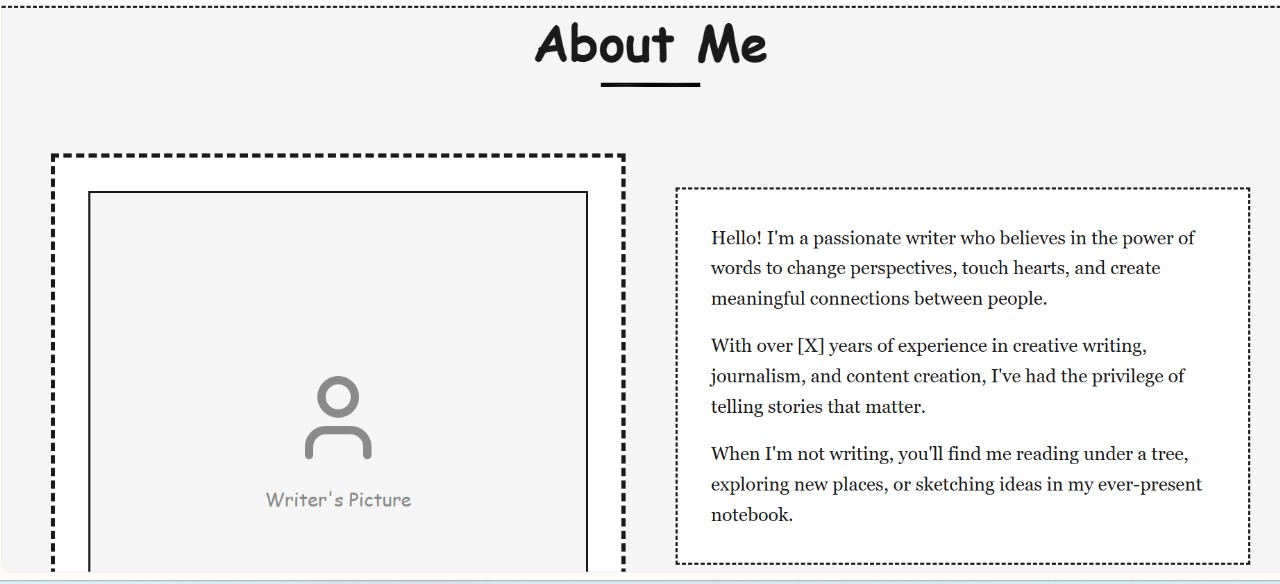 About Me
Writer's Picture
Hello! I'm a passionate writer who believes in the power of
words to change perspectives, touch hearts, and create
meaningful connections between people.
With over [X] years of experience in creative writing,
journalism, and content creation, I've had the privilege of
telling stories that matter.
When I'm not writing, you'll find me reading under a tree,
exploring new places, or sketching ideas in my ever-present
notebook.